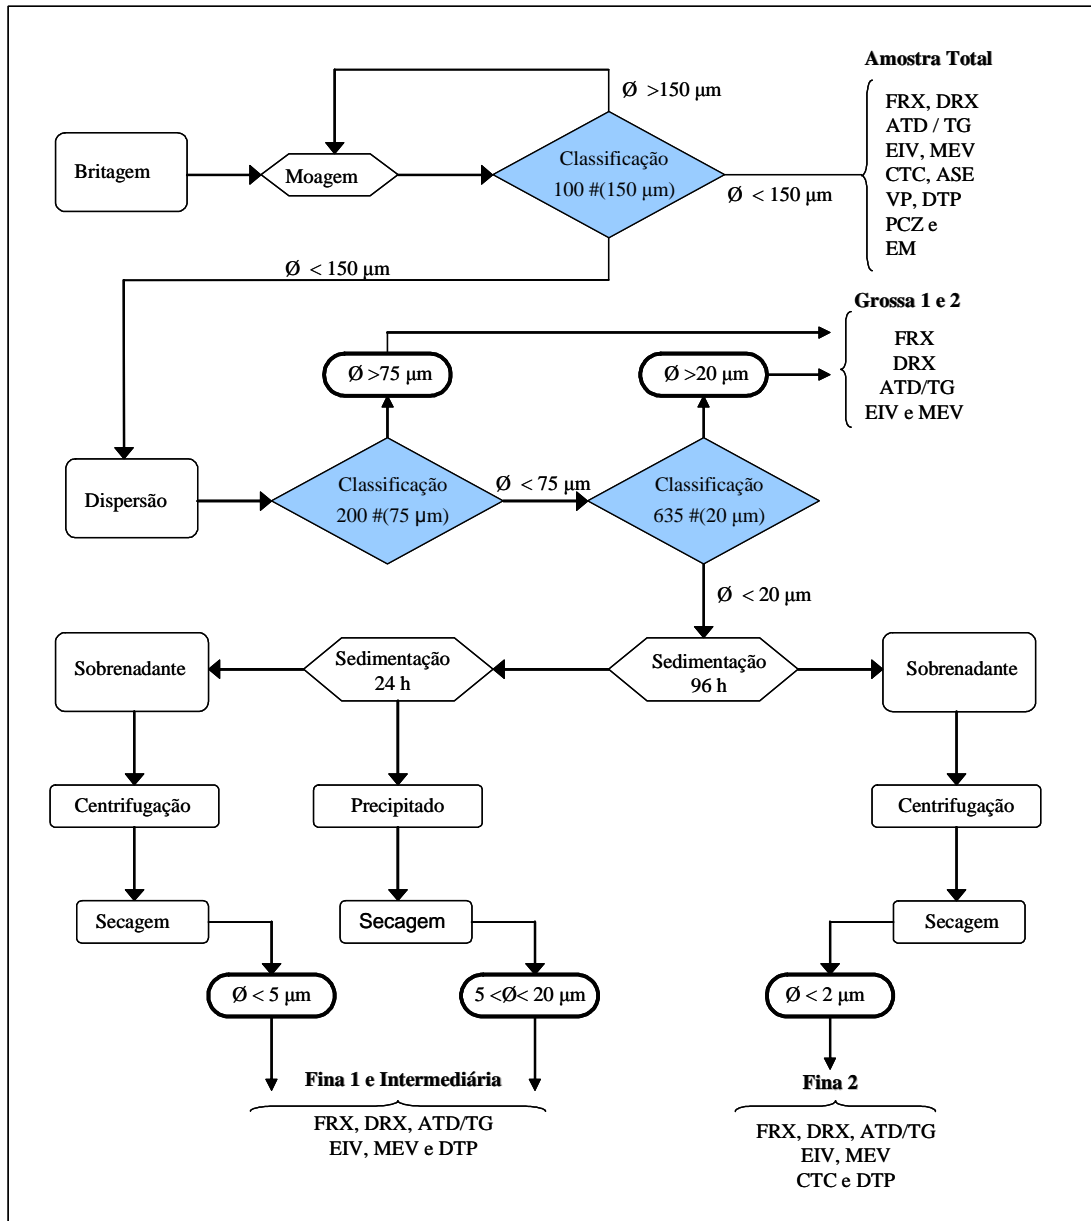 Amostra Total
Ø >150 μm
FRX, DRX
ATD / TG
EIV, MEV
CTC, ASE
VP, DTP
PCZ e
EM
Britagem
Moagem
Classificação
100 #(150 μm)
Ø < 150 μm
Ø < 150 μm
Grossa 1 e 2
FRX
DRX
ATD/TG
EIV e MEV
Ø >75 μm
Ø >20 μm
Dispersão
Classificação
200 #(75 μm)
Ø < 75 μm
Classificação
635 #(20 μm)
Ø < 20 μm
Sobrenadante
Sedimentação
24 h
Sedimentação
96 h
Sobrenadante
Centrifugação
Precipitado
Centrifugação
Secagem
Secagem
Secagem
Ø < 5 μm
5 <Ø< 20 μm
Ø < 2 μm
Fina 1 e Intermediária
FRX, DRX, ATD/TG
EIV, MEV e DTP
Fina 2
FRX, DRX, ATD/TG
EIV, MEV
CTC e DTP